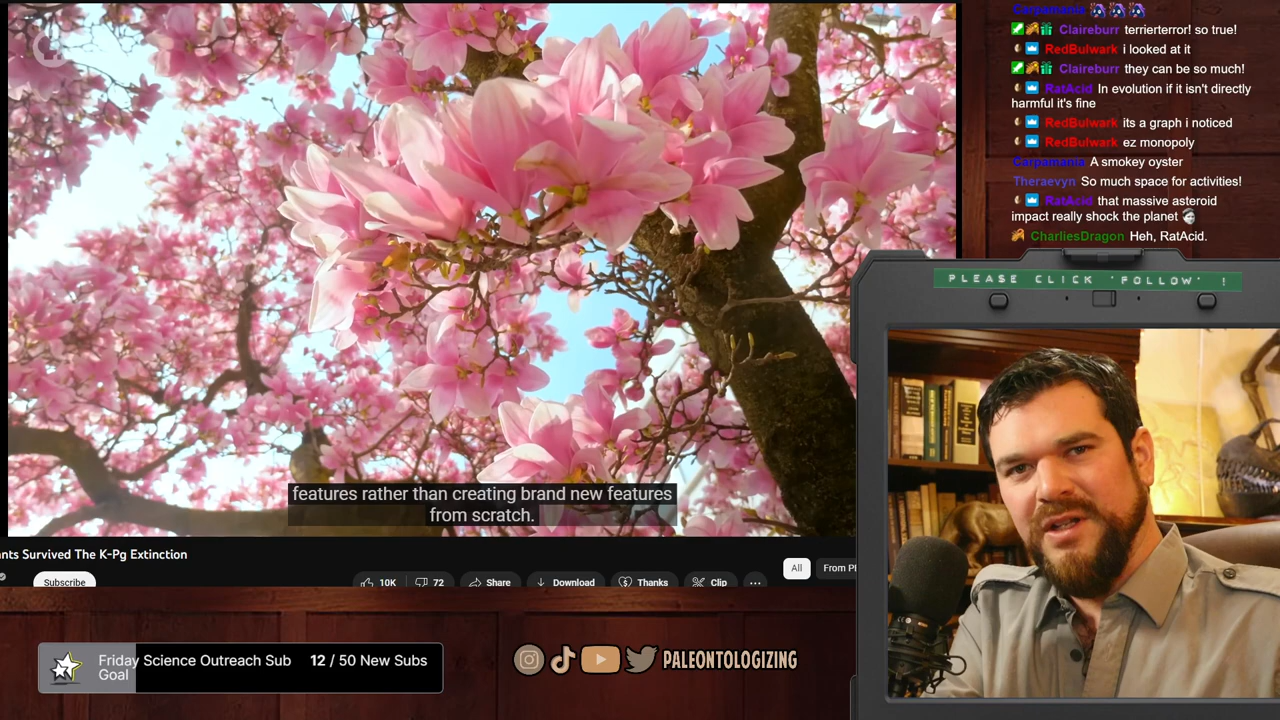 Carpamania
Claireburr terrierterror! so true!
RedBulwark i looked at it
Claireburr they can be so much!
RatAcid In evolution if it isn't directly
harmful it's fine
RedBulwark its a graph i noticed
RedBulwark ez monopoly
Carpamania A smokey oyster
Theraevyn So much space for activities!
RatAcid that massive asteroid
impact really shock the planet
CharliesDragon Heh, RatAcid.
PLEASE CLICK 'FOLLOW' !
features rather than creating brand new features
from scratch.
nts Survived The K-Pg Extinction
Subscribe
10K 72 Share Download Thanks Clip ...
All From P
Friday Science Outreach Sub
Goal
12 / 50 New Subs
PALEONTOLOGIZING